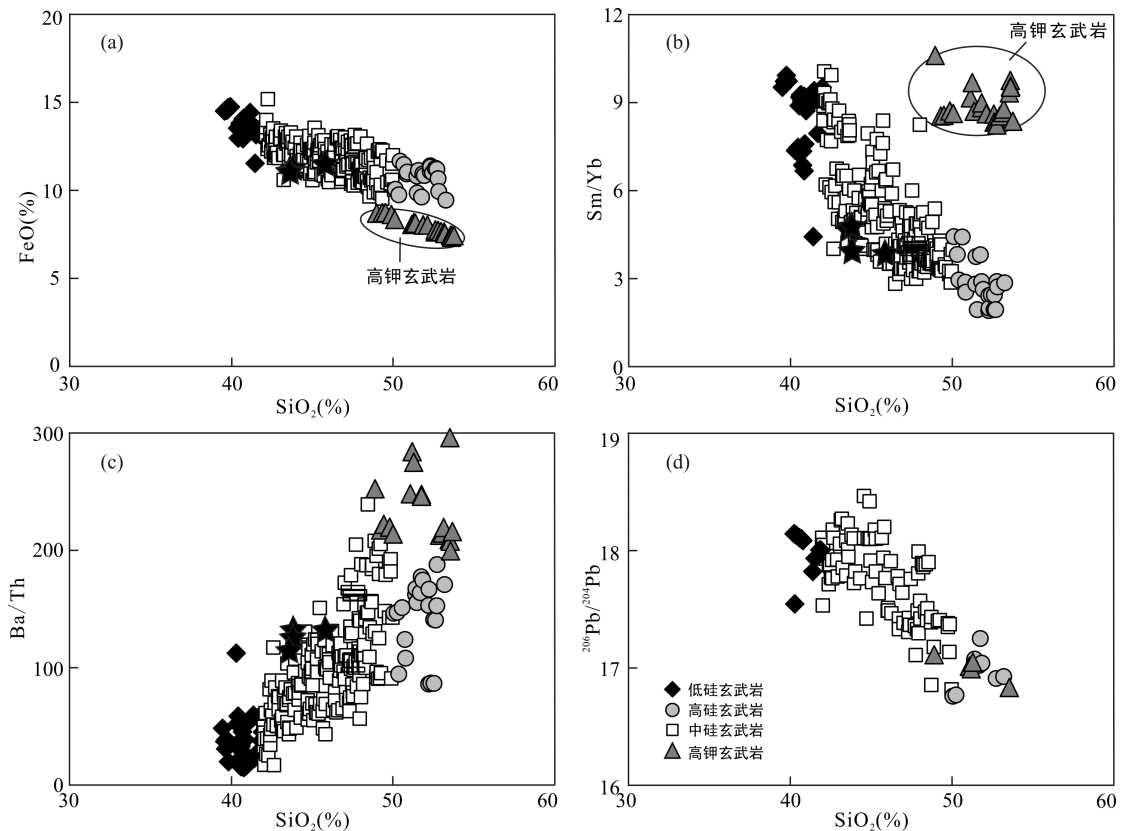 20
15
10
5
0
30
40
50
60
FeO(%)
SiO₂(%)
(a)
高钾玄武岩
12
9
6
3
0
30
40
50
60
Sm/Yb
SiO₂(%)
(b)
高钾玄武岩
300
200
100
0
30
40
50
60
Ba/Th
SiO₂(%)
(c)
19
18
17
16
30
40
50
60
²⁰⁶Pb/²⁰⁴Pb
SiO₂(%)
(d)
低硅玄武岩
高硅玄武岩
中硅玄武岩
高钾玄武岩